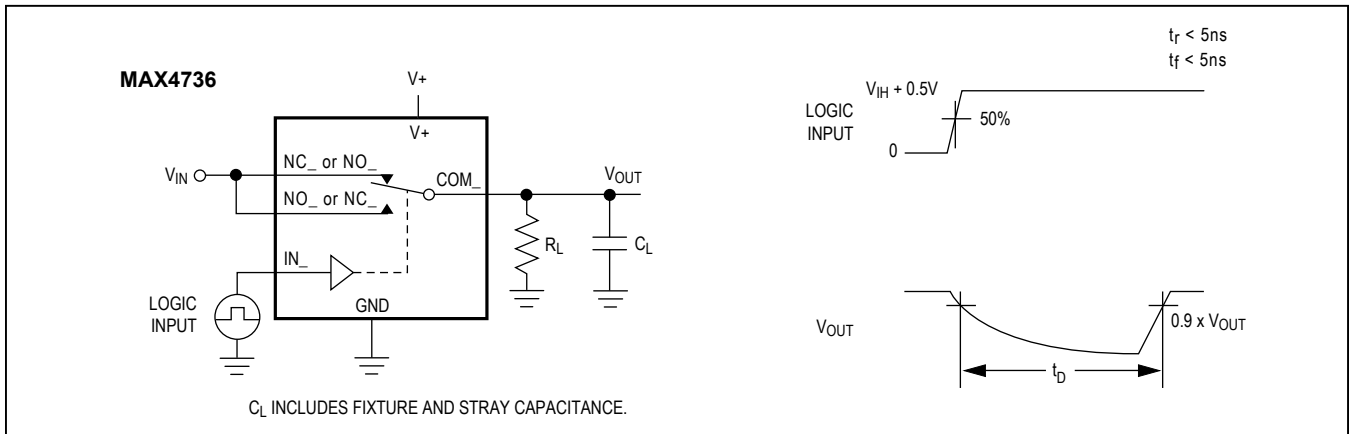 MAX4736
V+
V+
NC_ or NO_
VIN
COM_
VOUT
NO_ or NC_
RL
CL
IN_
LOGIC
INPUT
GND
CL INCLUDES FIXTURE AND STRAY CAPACITANCE.
tr < 5ns
tf < 5ns
VIH + 0.5V
LOGIC
INPUT
50%
0
VOUT
0.9 x VOUT
tD